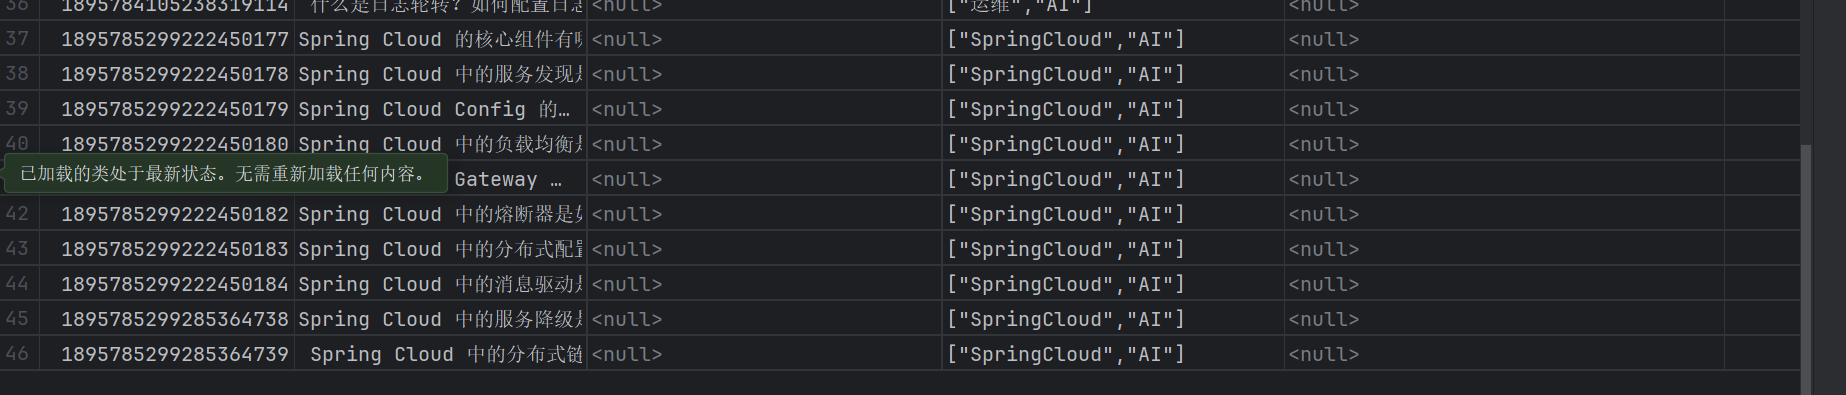 36 1895784105238319114 什么是日志轮转？如何配置日志 <null> ["运维","AI"] <null>
37 1895785299222450177 Spring Cloud 的核心组件有哪 <null> ["SpringCloud","AI"] <null>
38 1895785299222450178 Spring Cloud 中的服务发现是 <null> ["SpringCloud","AI"] <null>
39 1895785299222450179 Spring Cloud Config 的… <null> ["SpringCloud","AI"] <null>
40 1895785299222450180 Spring Cloud 中的负载均衡是 <null> ["SpringCloud","AI"] <null>
已加载的类处于最新状态。无需重新加载任何内容。 Gateway … <null> ["SpringCloud","AI"] <null>
42 1895785299222450182 Spring Cloud 中的熔断器是如 <null> ["SpringCloud","AI"] <null>
43 1895785299222450183 Spring Cloud 中的分布式配置 <null> ["SpringCloud","AI"] <null>
44 1895785299222450184 Spring Cloud 中的消息驱动是 <null> ["SpringCloud","AI"] <null>
45 1895785299285364738 Spring Cloud 中的服务降级是 <null> ["SpringCloud","AI"] <null>
46 1895785299285364739 Spring Cloud 中的分布式链 <null> ["SpringCloud","AI"] <null>